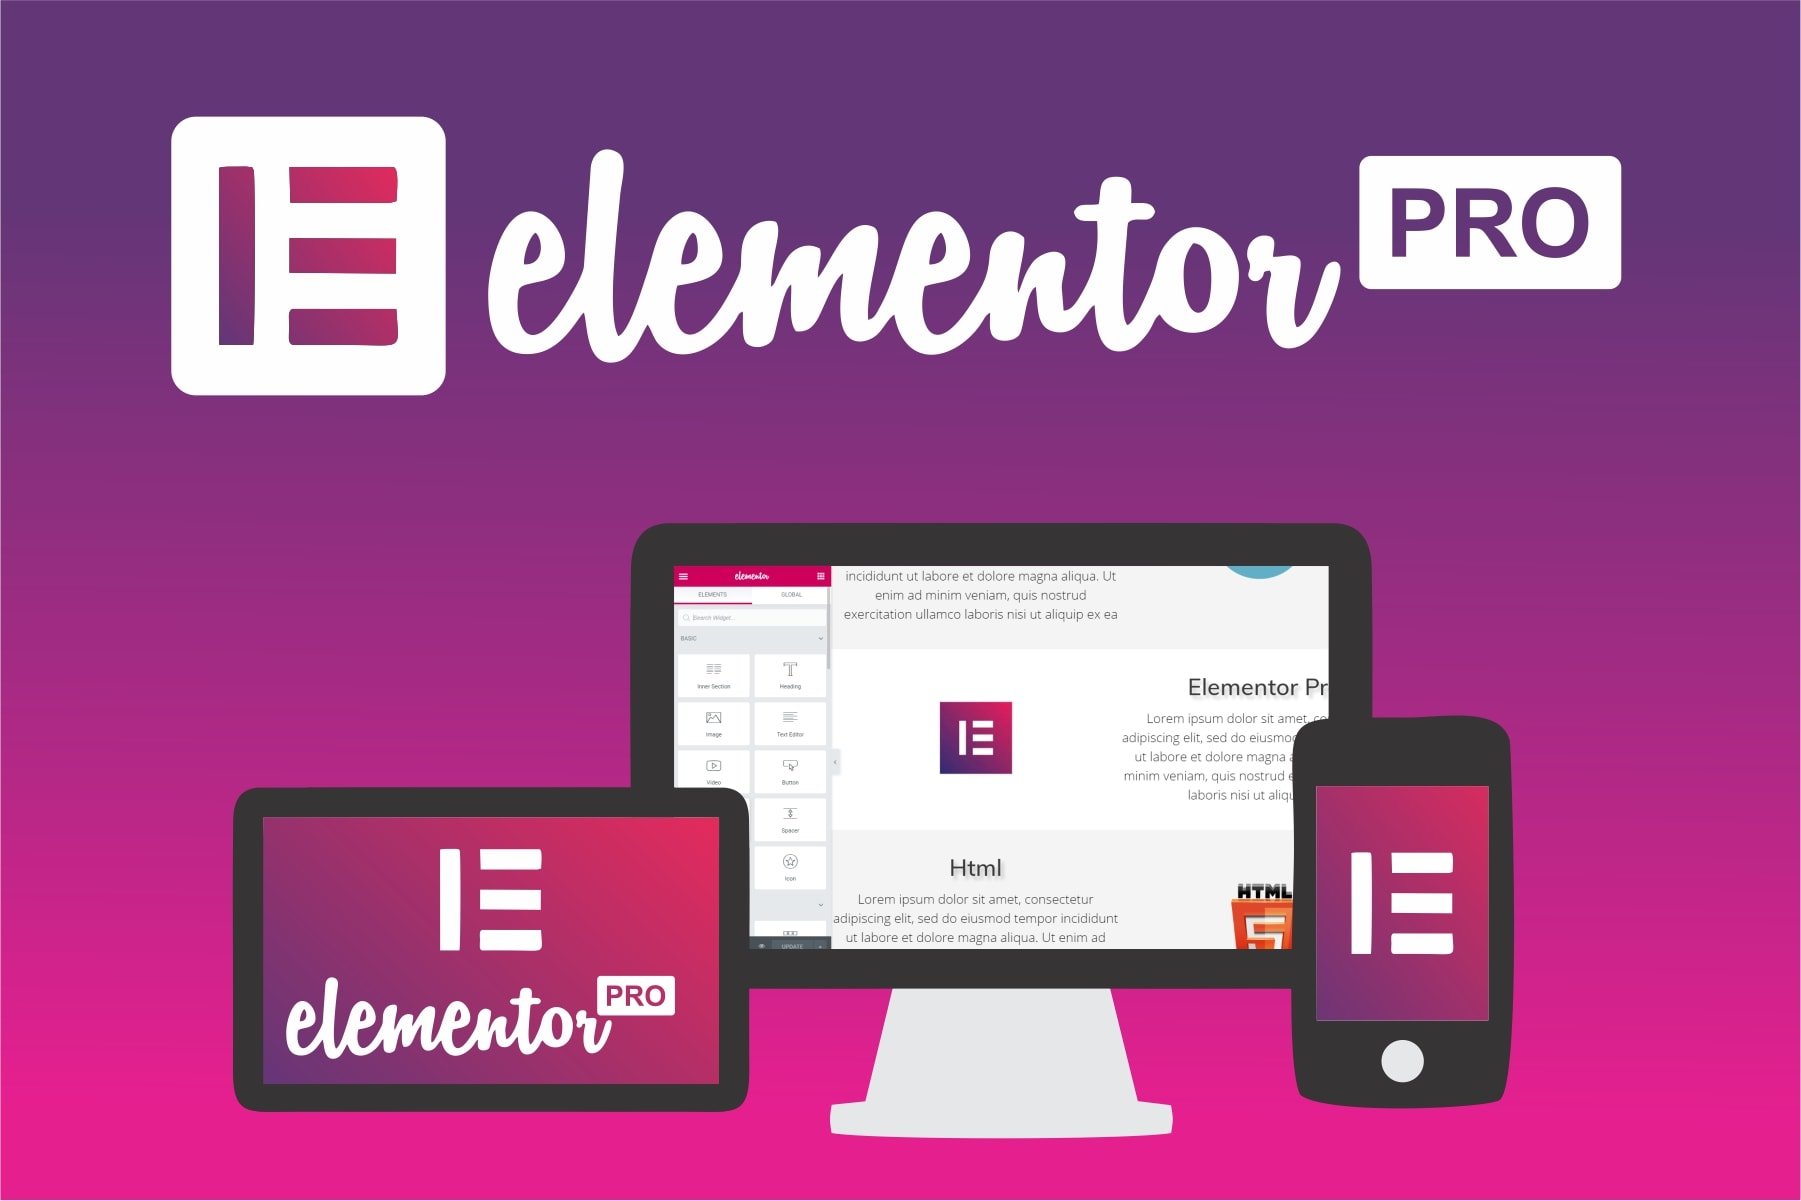 elementor PRO
elementor
ELEMENTS GLOBAL
Search Widget...
BASIC
Inner Section Heading
Image Text Editor
Video Button
Spacer
Icon
UPDATE
incididunt ut labore et dolore magna aliqua. Ut
enim ad minim veniam, quis nostrud
exercitation ullamco laboris nisi ut aliquip ex ea
Elementor Pr
Lorem ipsum dolor sit amet, co
adipiscing elit, sed do eiusmod
ut labore et dolore magna a
minim veniam, quis nostrud e
laboris nisi ut aliqu
Html
Lorem ipsum dolor sit amet, consectetur
adipiscing elit, sed do eiusmod tempor incididunt
ut labore et dolore magna aliqua. Ut enim ad
HTML
5
elementor PRO